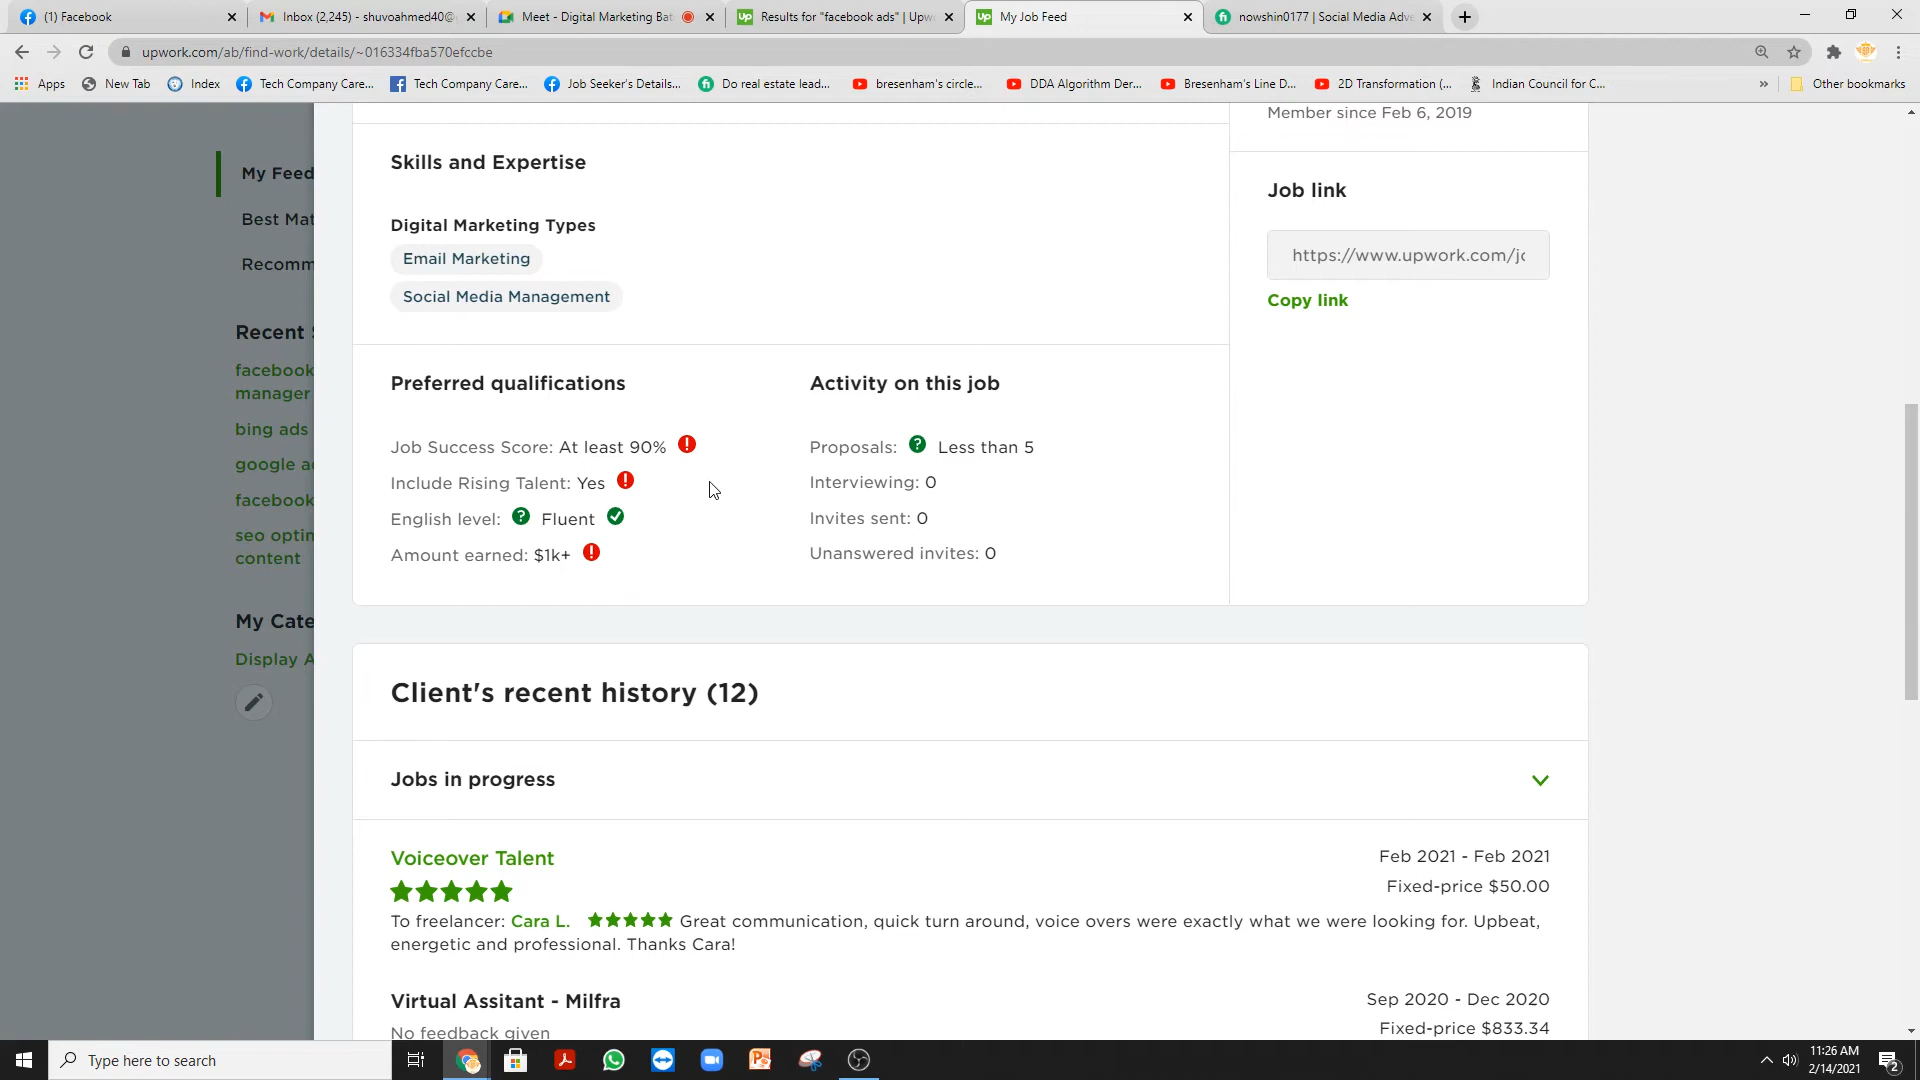 (1) Facebook
Inbox (2,245) - shuvoahmed40@
Meet - Digital Marketing Bat
Results for "facebook ads" | Upw
My Job Feed
nowshin0177 | Social Media Adv
upwork.com/ab/find-work/details/~016334fba570efccbe
Apps
New Tab
Index
Tech Company Care...
Tech Company Care...
Job Seeker's Details...
Do real estate lead...
bresenham's circle...
DDA Algorithm Der...
Bresenham's Line D...
2D Transformation (...
Indian Council for C...
»
Other bookmarks
My Feed
Best Mat
Recomm
Recent
facebook
manager
bing ads
google a
facebook
seo optin
content
My Cate
Display A
Skills and Expertise
Digital Marketing Types
Email Marketing
Social Media Management
Member since Feb 6, 2019
Job link
https://www.upwork.com/jo
Copy link
Preferred qualifications
Job Success Score: At least 90%
Include Rising Talent: Yes
English level: Fluent
Amount earned: $1k+
Activity on this job
Proposals: Less than 5
Interviewing: 0
Invites sent: 0
Unanswered invites: 0
Client's recent history (12)
Jobs in progress
Voiceover Talent
Feb 2021 - Feb 2021
Fixed-price $50.00
To freelancer: Cara L. Great communication, quick turn around, voice overs were exactly what we were looking for. Upbeat,
energetic and professional. Thanks Cara!
Virtual Assitant - Milfra
Sep 2020 - Dec 2020
No feedback given
Fixed-price $833.34
Type here to search
11:26 AM
2/14/2021
2